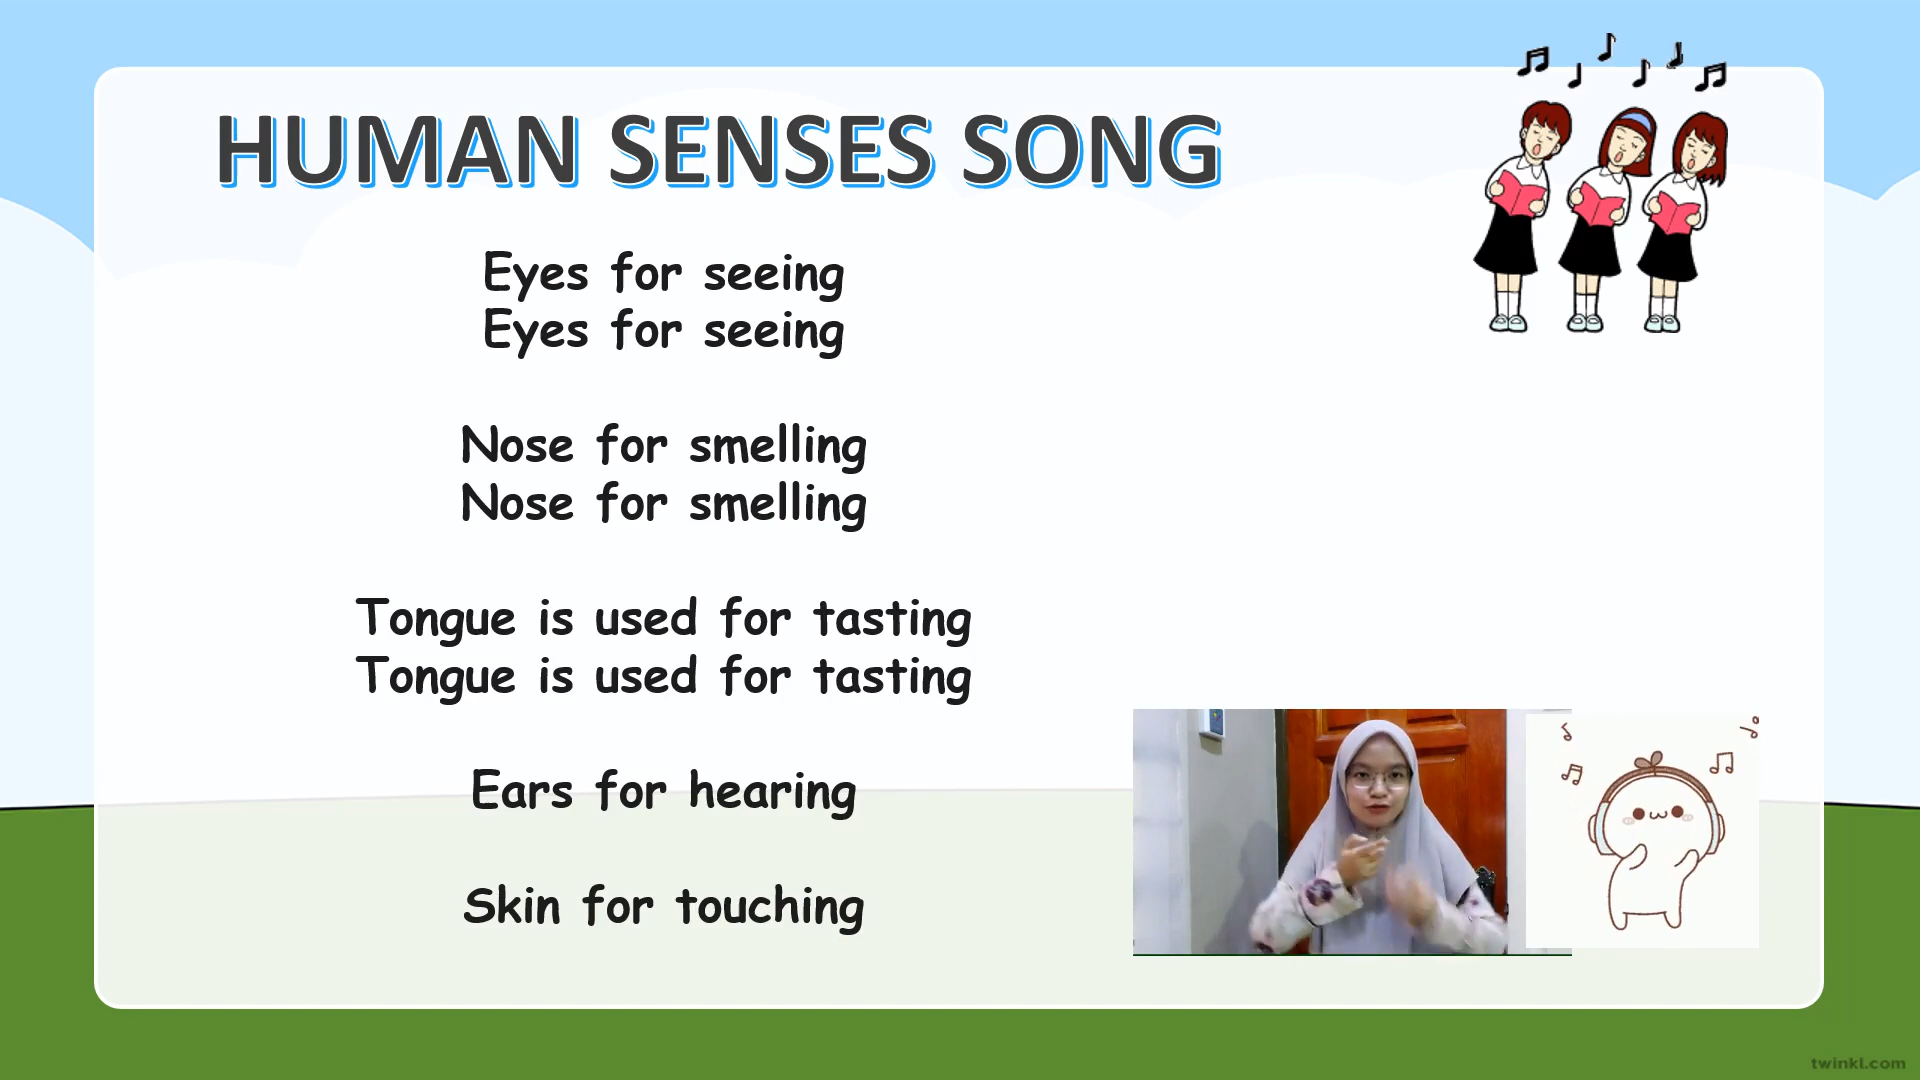 HUMAN SENSES SONG
Eyes for seeing
Eyes for seeing
Nose for smelling
Nose for smelling
Tongue is used for tasting
Tongue is used for tasting
Ears for hearing
Skin for touching
twinkl.com